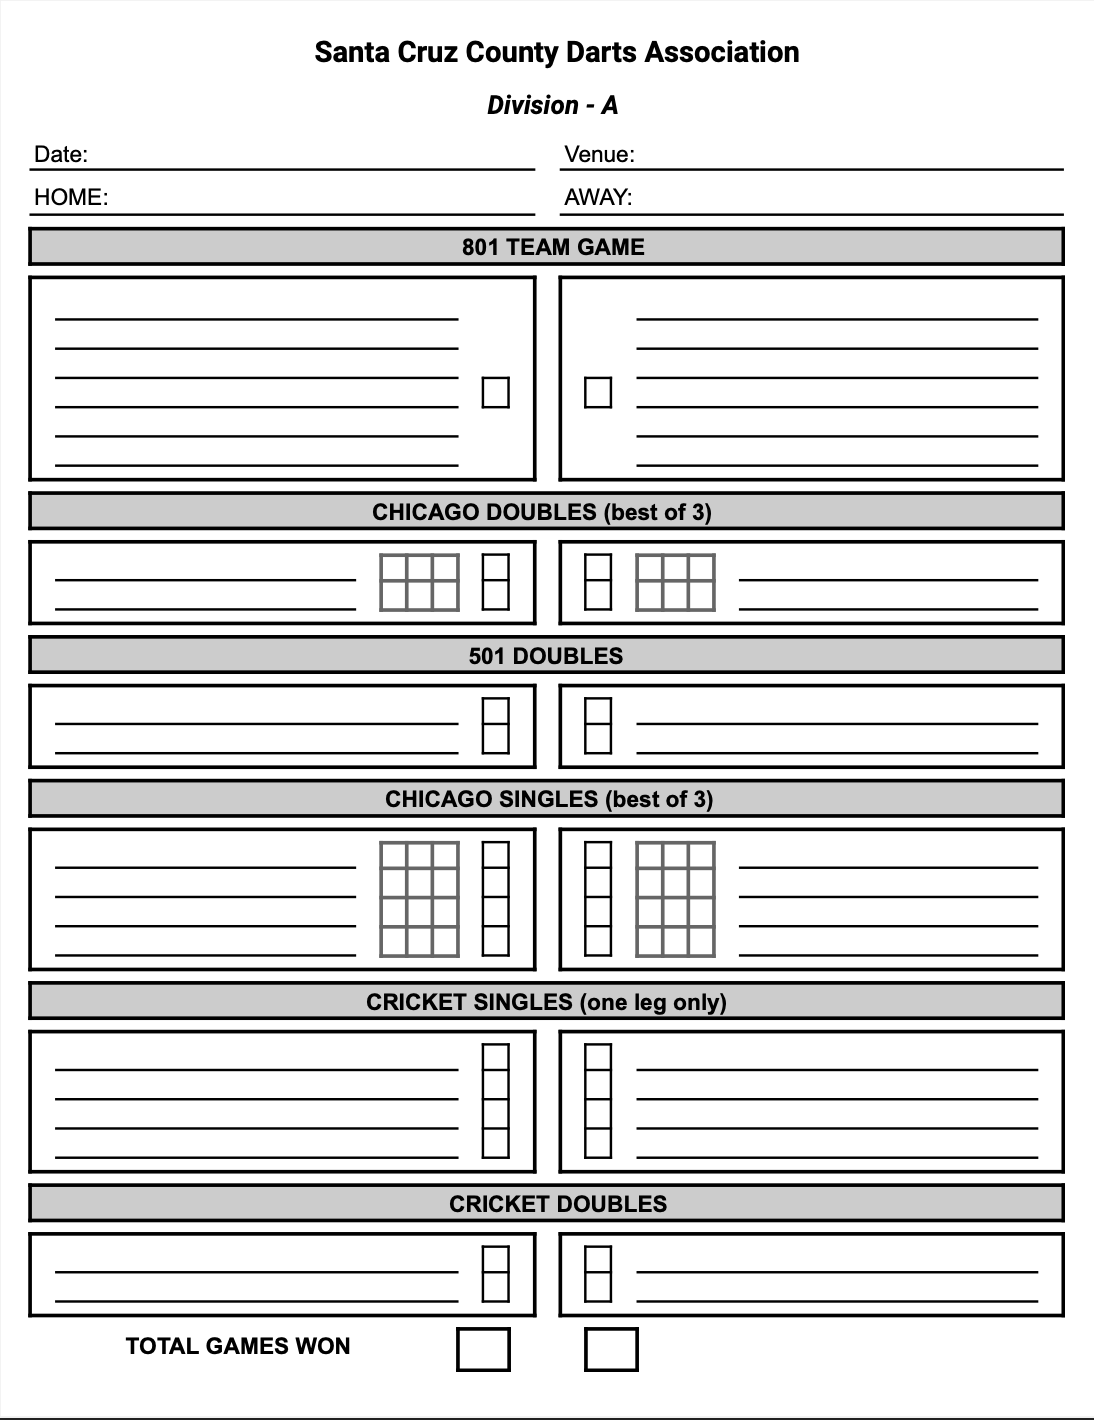 Santa Cruz County Darts Association
Division - A
Date:
Venue:
HOME:
AWAY:
801 TEAM GAME
CHICAGO DOUBLES (best of 3)
501 DOUBLES
CHICAGO SINGLES (best of 3)
CRICKET SINGLES (one leg only)
CRICKET DOUBLES
TOTAL GAMES WON